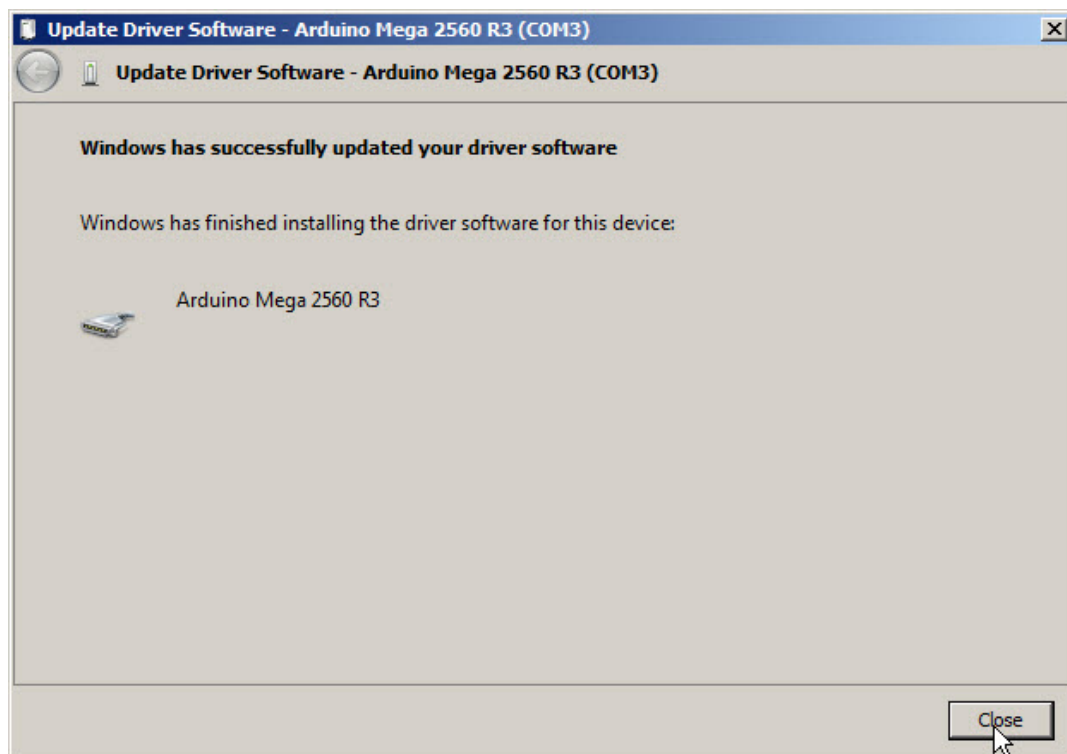 Update Driver Software - Arduino Mega 2560 R3 (COM3)
Update Driver Software - Arduino Mega 2560 R3 (COM3)
Windows has successfully updated your driver software
Windows has finished installing the driver software for this device:
Arduino Mega 2560 R3
Close